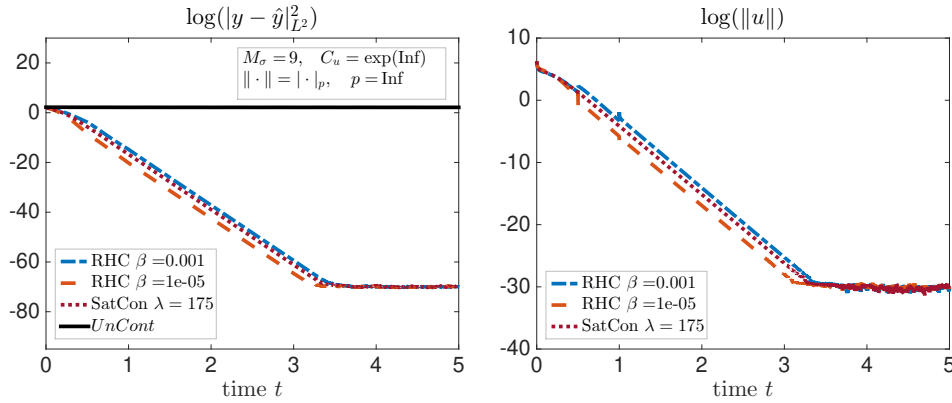 log(|y − ŷ|²_{L²})
20
0
-20
-40
-60
-80
M_σ = 9, C_u = exp(Inf)
‖ · ‖ = | · |_p, p = Inf
RHC β =0.001
RHC β =1e-05
SatCon λ = 175
UnCont
0 1 2 3 4 5
time t
log(‖u‖)
10
0
-10
-20
-30
-40
RHC β =0.001
RHC β =1e-05
SatCon λ = 175
0 1 2 3 4 5
time t